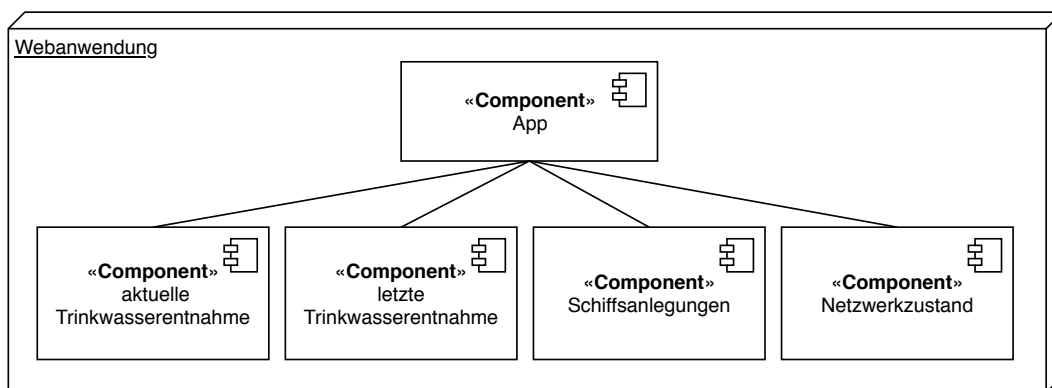 Webanwendung
«Component»
App
«Component»
aktuelle
Trinkwasserentnahme
«Component»
letzte
Trinkwasserentnahme
«Component»
Schiffsanlegungen
«Component»
Netzwerkzustand